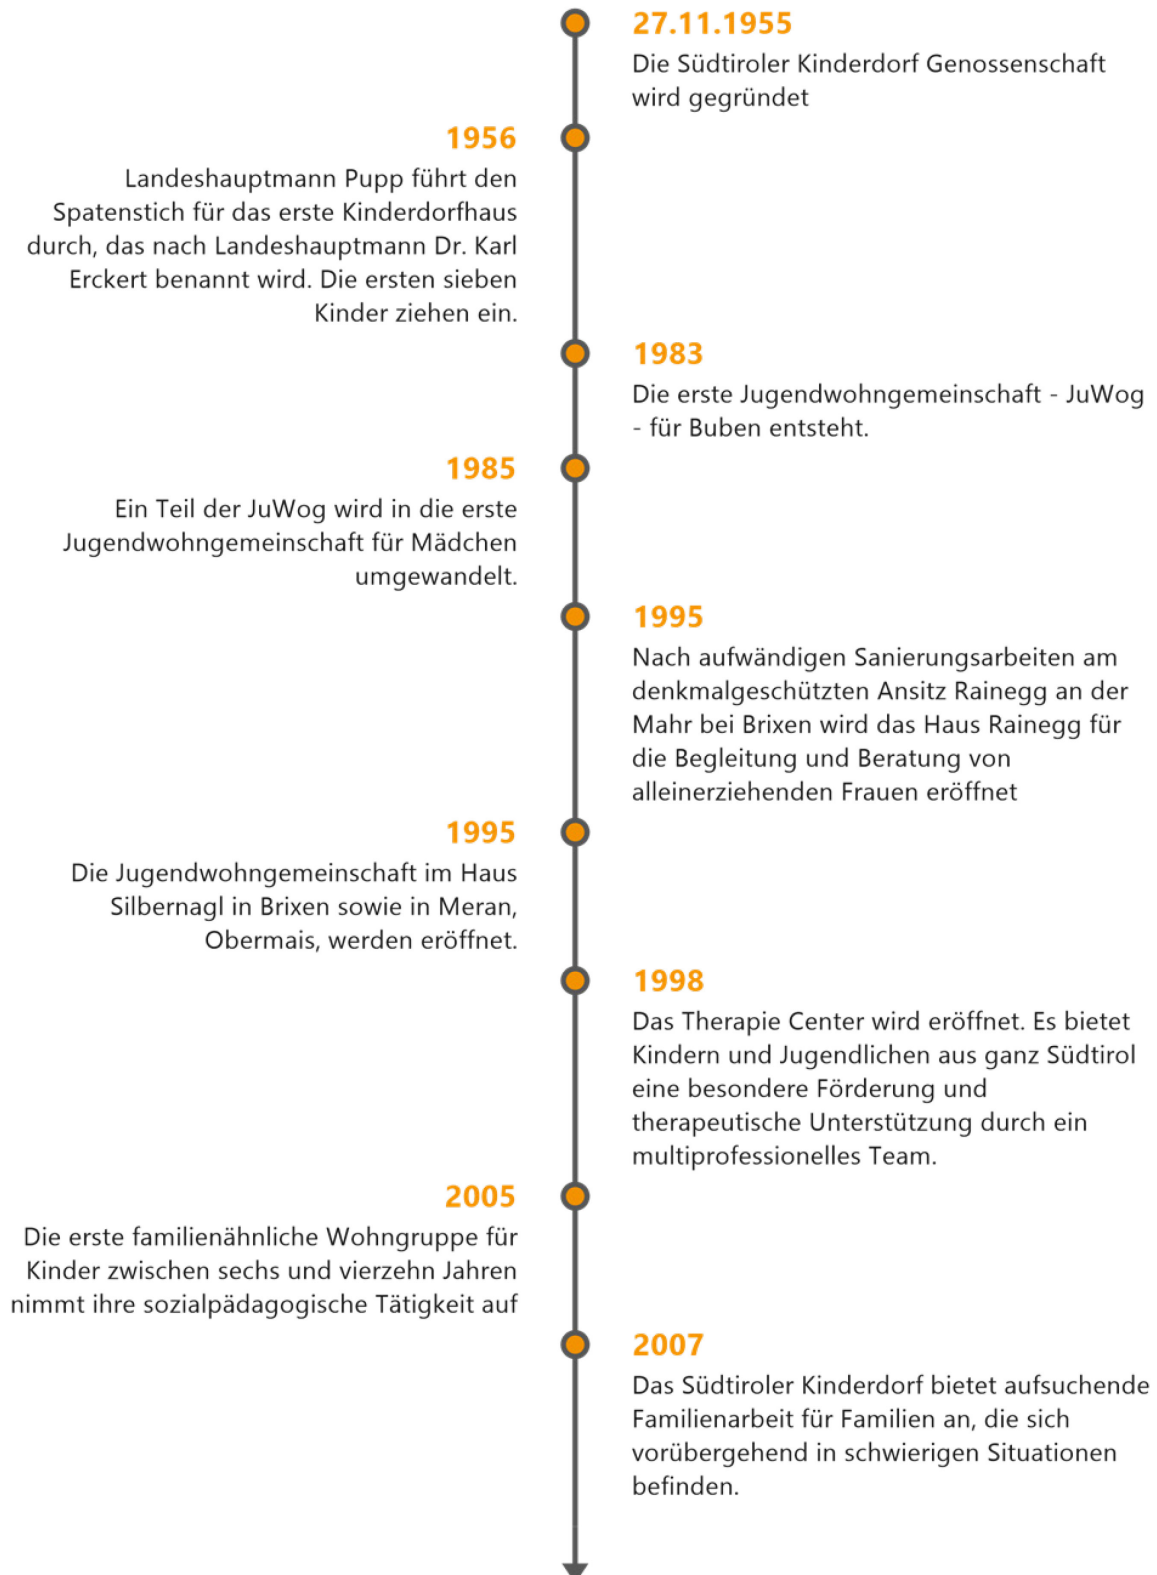 27.11.1955
Die Südtiroler Kinderdorf Genossenschaft
wird gegründet
1956
Landeshauptmann Pupp führt den
Spatenstich für das erste Kinderdorfhaus
durch, das nach Landeshauptmann Dr. Karl
Erckert benannt wird. Die ersten sieben
Kinder ziehen ein.
1983
Die erste Jugendwohngemeinschaft - JuWog
- für Buben entsteht.
1985
Ein Teil der JuWog wird in die erste
Jugendwohngemeinschaft für Mädchen
umgewandelt.
1995
Nach aufwändigen Sanierungsarbeiten am
denkmalgeschützten Ansitz Rainegg an der
Mahr bei Brixen wird das Haus Rainegg für
die Begleitung und Beratung von
alleinerziehenden Frauen eröffnet
1995
Die Jugendwohngemeinschaft im Haus
Silbernagl in Brixen sowie in Meran,
Obermais, werden eröffnet.
1998
Das Therapie Center wird eröffnet. Es bietet
Kindern und Jugendlichen aus ganz Südtirol
eine besondere Förderung und
therapeutische Unterstützung durch ein
multiprofessionelles Team.
2005
Die erste familienähnliche Wohngruppe für
Kinder zwischen sechs und vierzehn Jahren
nimmt ihre sozialpädagogische Tätigkeit auf
2007
Das Südtiroler Kinderdorf bietet aufsuchende
Familienarbeit für Familien an, die sich
vorübergehend in schwierigen Situationen
befinden.